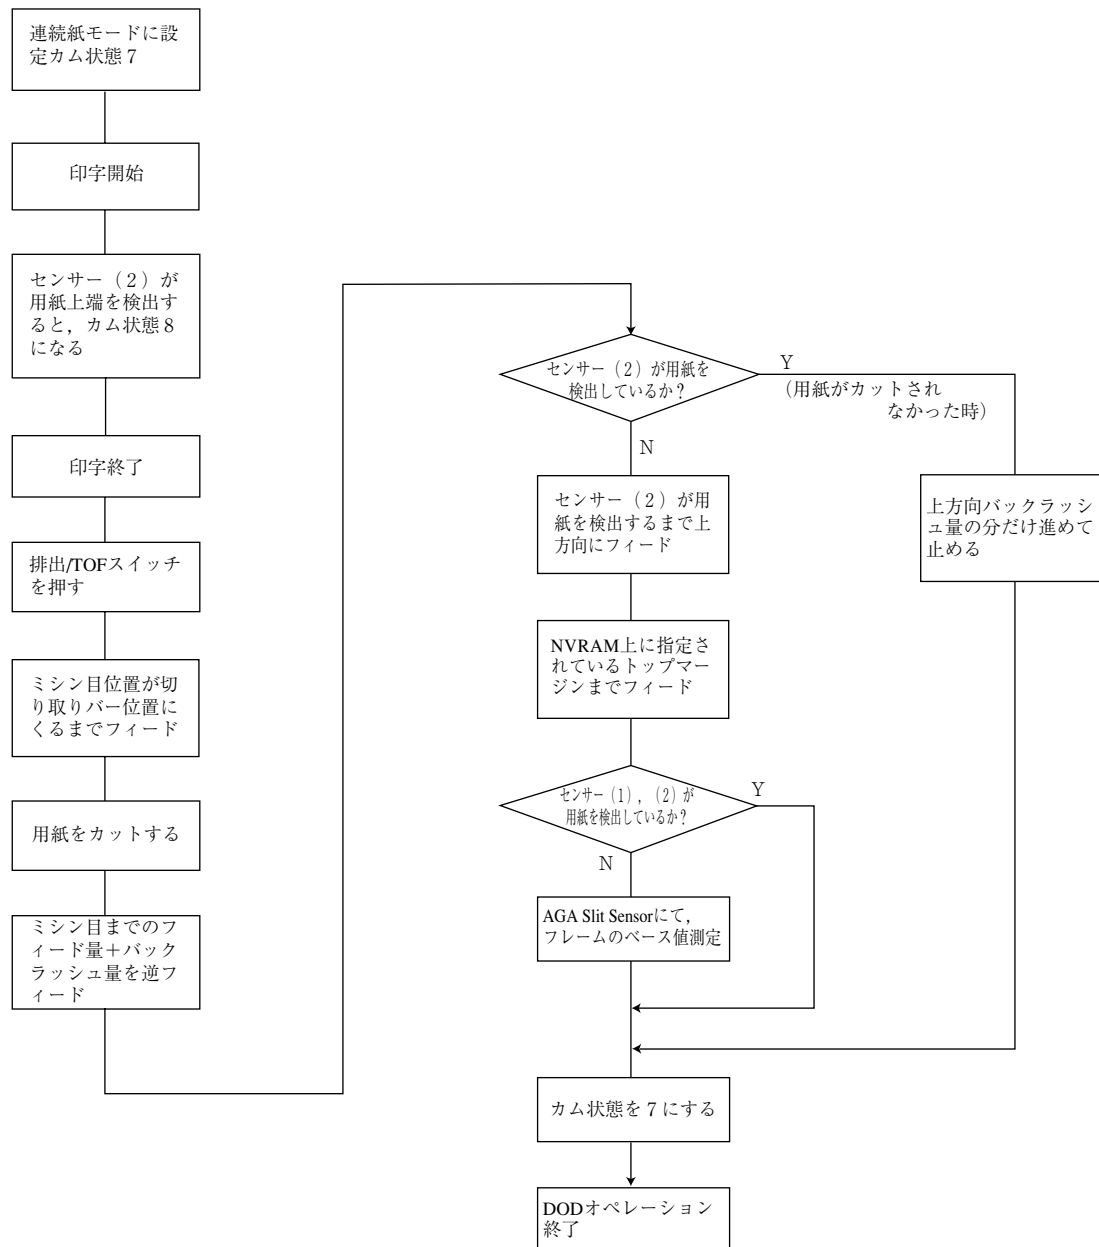 連続紙モードに設
定カム状態７
印字開始
センサー（２）が
用紙上端を検出す
ると，カム状態８
になる
印字終了
排出/TOFスイッチ
を押す
ミシン目位置が切
り取りバー位置に
くるまでフィード
用紙をカットする
ミシン目までのフ
ィード量＋バック
ラッシュ量を逆フ
ィード
センサー（２）が用紙を
検出しているか？
Y
（用紙がカットされ
なかった時）
N
センサー（２）が用
紙を検出するまで上
方向にフィード
上方向バックラッシ
ュ量の分だけ進めて
止める
NVRAM上に指定さ
れているトップマー
ジンまでフィード
センサー（1），（2）が
用紙を検出しているか？
Y
N
AGA Slit Sensorにて，
フレームのベース値測定
カム状態を７にする
DODオペレーション
終了